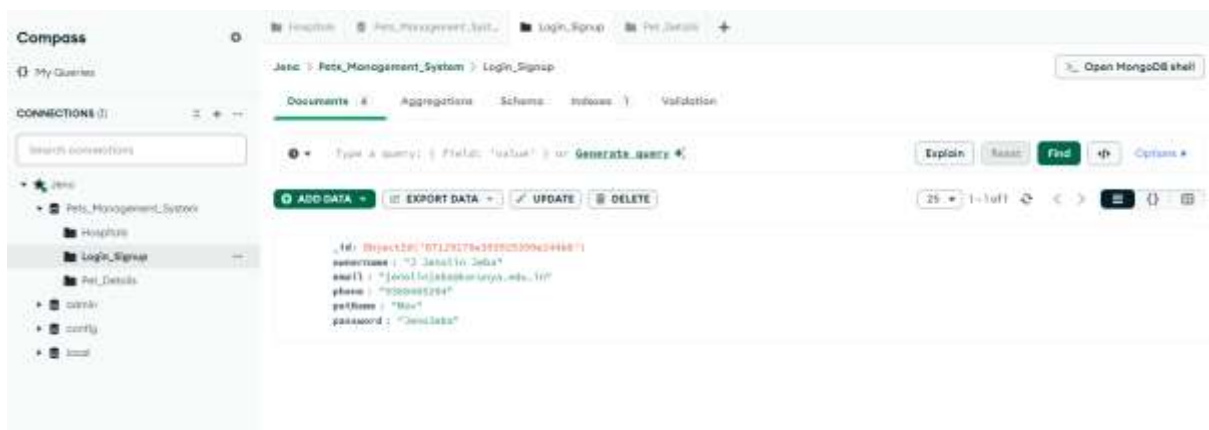 Compass
My Queries
CONNECTIONS (1)
Search connections
Jeno
Pets_Management_System
Hospitals
Login_Signup
Pet_Details
admin
config
local
Hospitals Pets_Management_Syst... Login_Signup Pet_Details +
Jeno > Pets_Management_System > Login_Signup
>_ Open MongoDB shell
Documents Aggregations Schema Indexes 1 Validation
Type a query: { field: 'value' } or Generate query
Explain Reset Find </> Options
ADD DATA EXPORT DATA UPDATE DELETE
25 1-1 of 1
_id:
ownername : "J Jenolin Jeba"
email :
phone :
petName :
password :